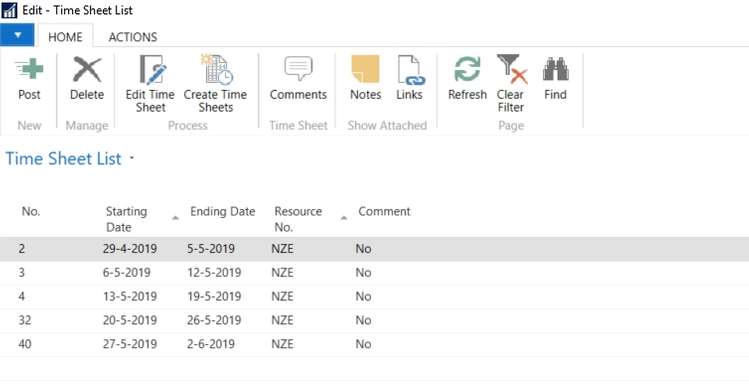 Edit - Time Sheet List
HOME ACTIONS
Post Delete Edit Time Create Time Comments Notes Links Refresh Clear Find
Sheet Sheets Filter
New Manage Process Time Sheet Show Attached Page
Time Sheet List
No. Starting Ending Date Resource Comment
Date No.
2 29-4-2019 5-5-2019 NZE No
3 6-5-2019 12-5-2019 NZE No
4 13-5-2019 19-5-2019 NZE No
32 20-5-2019 26-5-2019 NZE No
40 27-5-2019 2-6-2019 NZE No